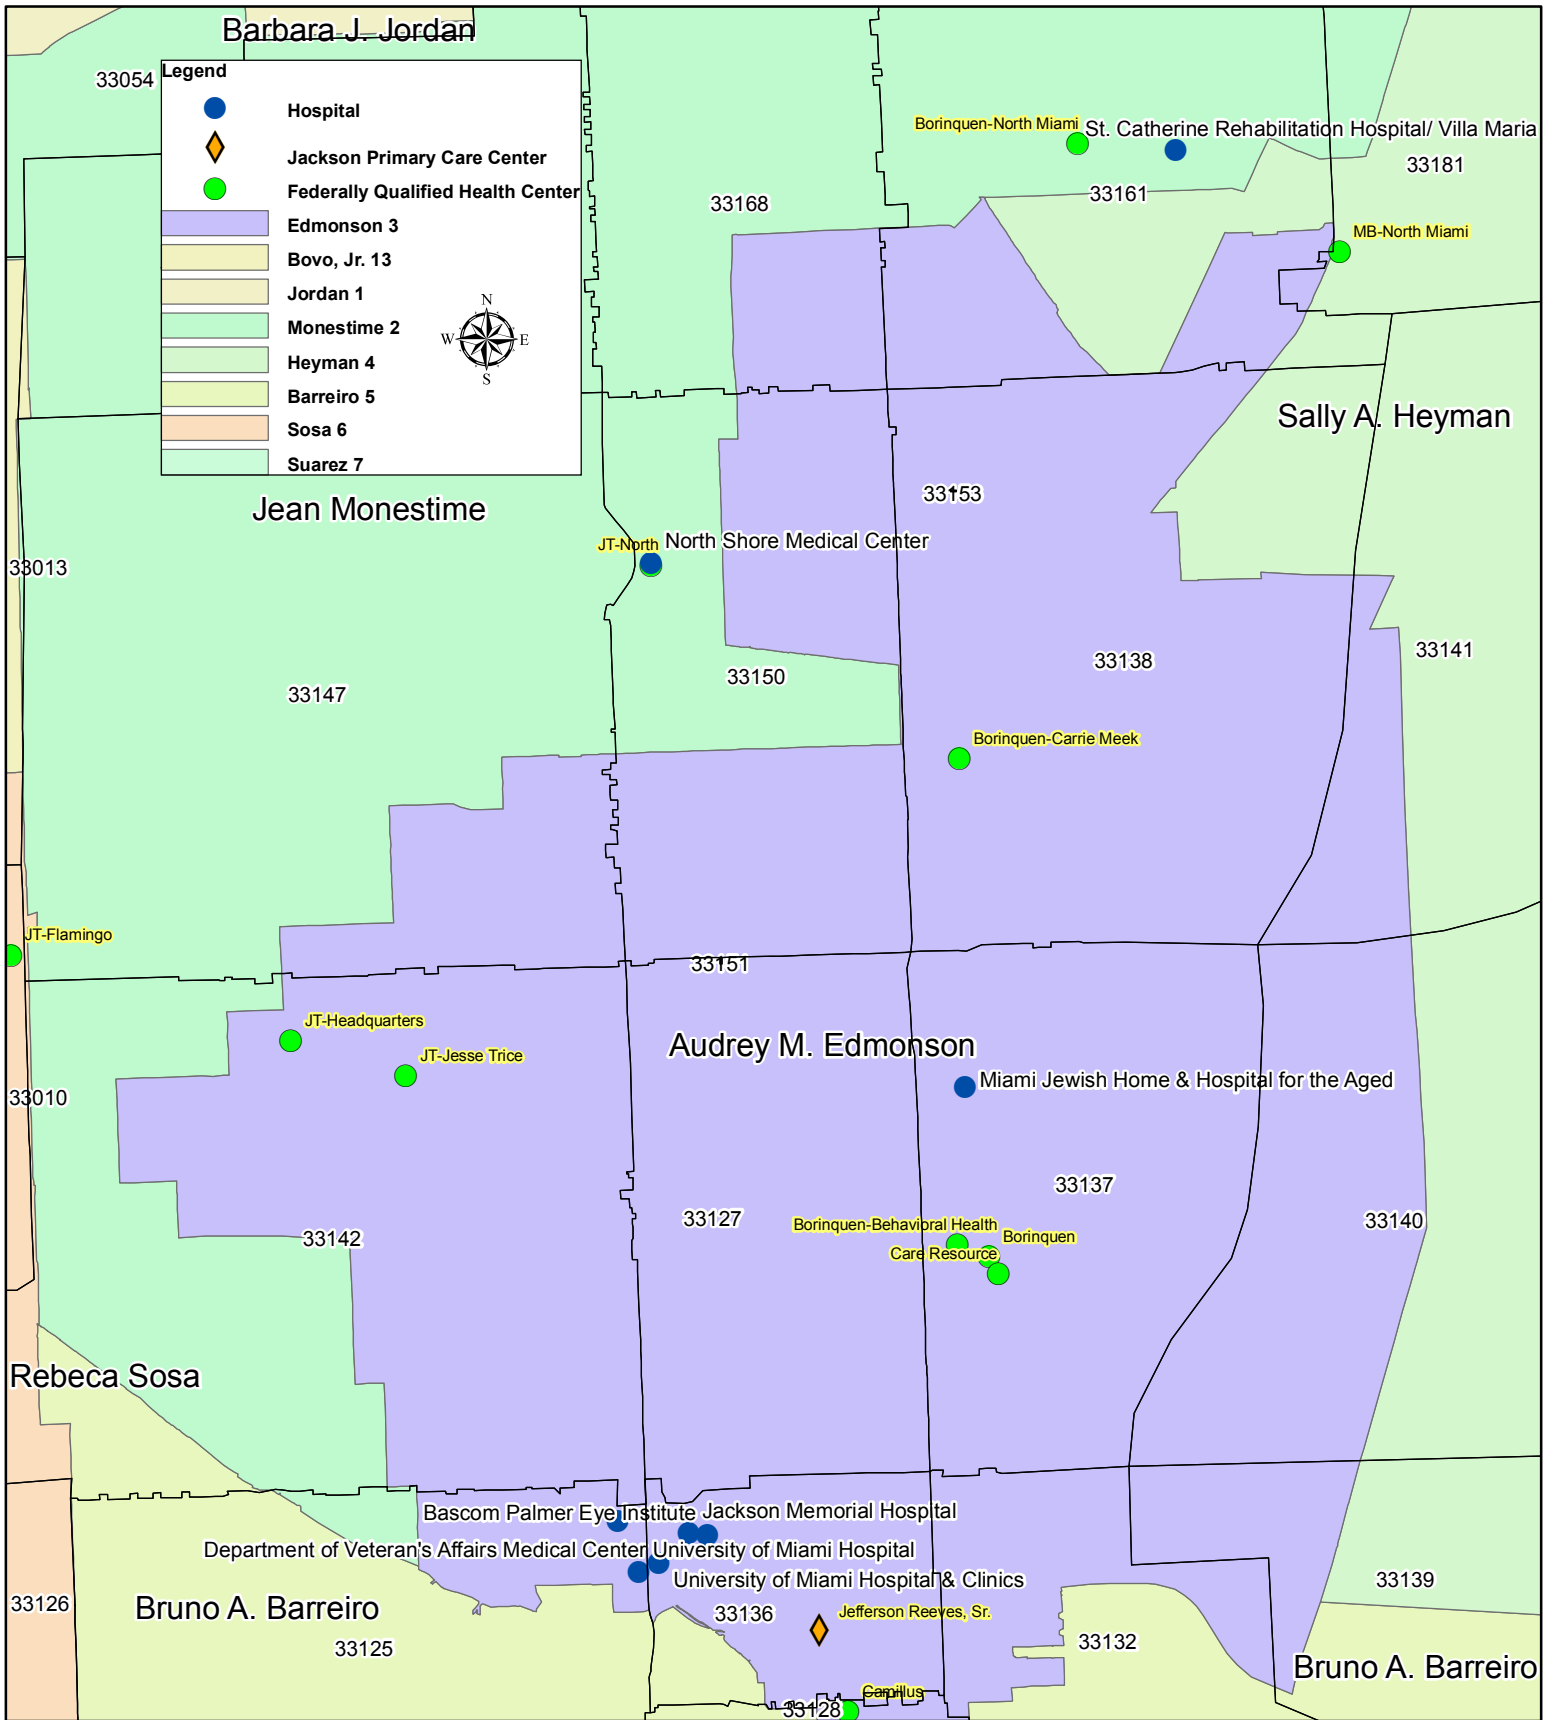 Barbara J. Jordan
33054
Legend
Hospital
Jackson Primary Care Center
Federally Qualified Health Center
Edmonson 3
Bovo, Jr. 13
Jordan 1
Monestime 2
Heyman 4
Barreiro 5
Sosa 6
Suarez 7
N
W
E
S
Borinquen-North Miami
St. Catherine Rehabilitation Hospital/ Villa Maria
33181
33161
33168
MB-North Miami
Sally A. Heyman
33153
Jean Monestime
JT-North
North Shore Medical Center
33013
33141
33138
33150
33147
Borinquen-Carrie Meek
JT-Flamingo
33151
JT-Headquarters
Audrey M. Edmonson
JT-Jesse Trice
Miami Jewish Home & Hospital for the Aged
33010
33137
33127
Borinquen-Behavioral Health
33140
33142
Borinquen
Care Resource
Rebeca Sosa
Bascom Palmer Eye Institute
Jackson Memorial Hospital
Department of Veteran's Affairs Medical Center
University of Miami Hospital
University of Miami Hospital & Clinics
33139
33126
Bruno A. Barreiro
33136
Jefferson Reeves, Sr.
33132
33125
Bruno A. Barreiro
Camillus
33128